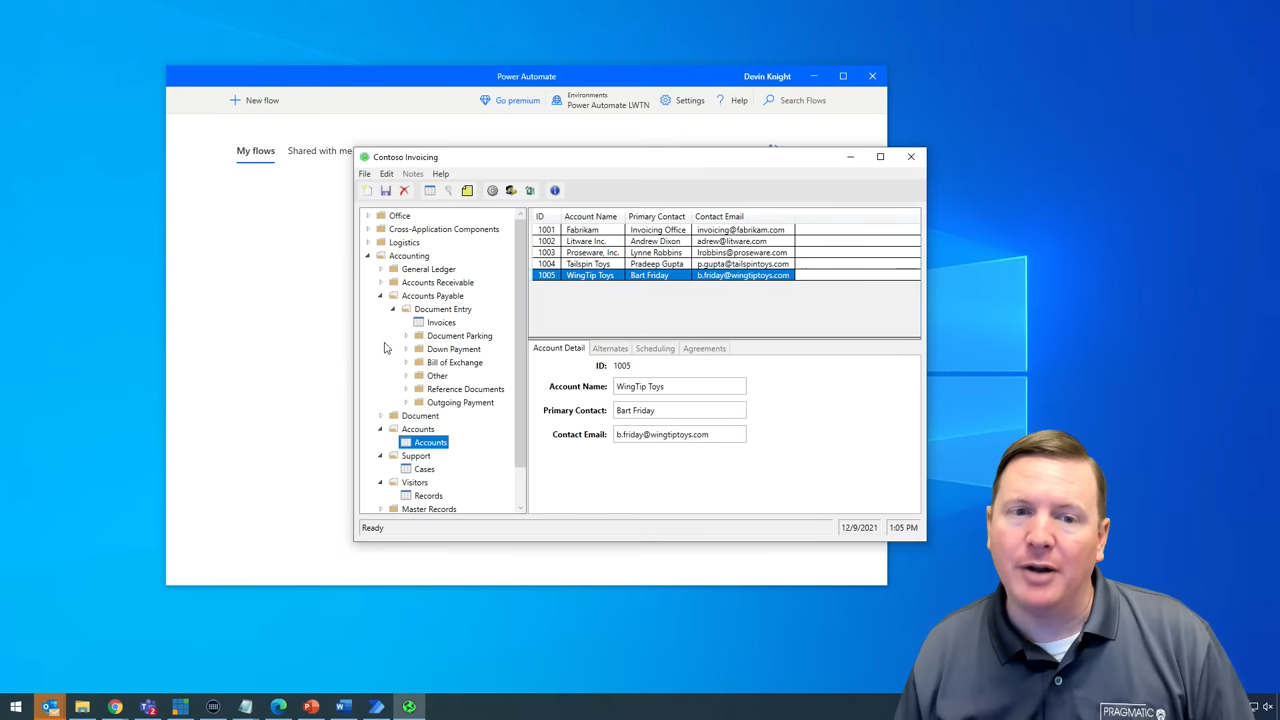 Power Automate
Devin Knight
New flow
Go premium
Environments
Power Automate LWTN
Settings
? Help
Search Flows
My flows
Shared with me
Contoso Invoicing
File Edit Notes Help
Office
Cross-Application Components
Logistics
Accounting
General Ledger
Accounts Receivable
Accounts Payable
Document Entry
Invoices
Document Parking
Down Payment
Bill of Exchange
Other
Reference Documents
Outgoing Payment
Document
Accounts
Accounts
Support
Cases
Visitors
Records
Master Records
ID Account Name Primary Contact Contact Email
1001 Fabrikam Invoicing Office invoicing@fabrikam.com
1002 Litware Inc. Andrew Dixon adrew@litware.com
1003 Proseware, Inc. Lynne Robbins lrobbins@proseware.com
1004 Tailspin Toys Pradeep Gupta p.gupta@tailspintoys.com
1005 WingTip Toys Bart Friday b.friday@wingtiptoys.com
Account Detail Alternates Scheduling Agreements
ID: 1005
Account Name: WingTip Toys
Primary Contact: Bart Friday
Contact Email: b.friday@wingtiptoys.com
Ready
12/9/2021 1:05 PM
PRAGMATIC